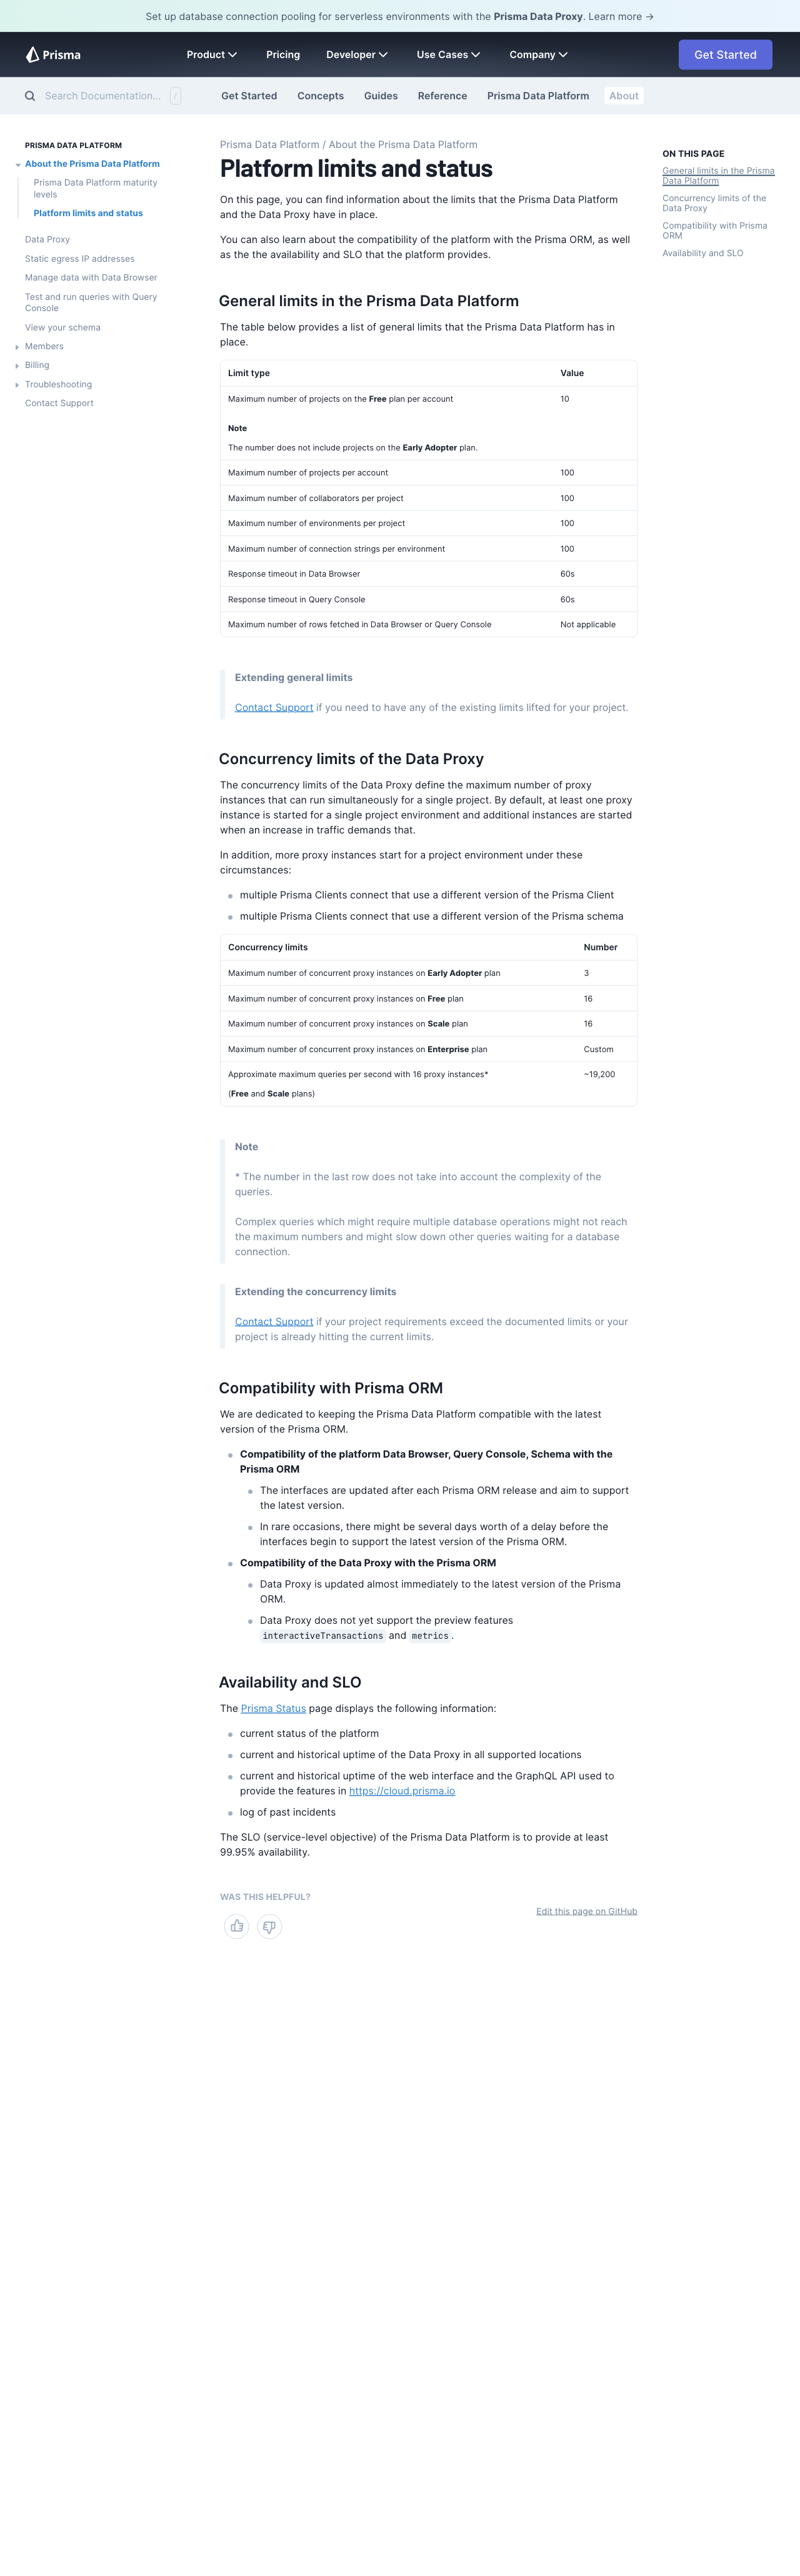 Set up database connection pooling for serverless environments with the Prisma Data Proxy. Learn more →
Prisma
Product
Pricing
Developer
Use Cases
Company
Get Started
Search Documentation...
/
Get Started
Concepts
Guides
Reference
Prisma Data Platform
About
PRISMA DATA PLATFORM
About the Prisma Data Platform
Prisma Data Platform maturity
levels
Platform limits and status
Data Proxy
Static egress IP addresses
Manage data with Data Browser
Test and run queries with Query
Console
View your schema
Members
Billing
Troubleshooting
Contact Support
Prisma Data Platform / About the Prisma Data Platform
Platform limits and status
On this page, you can find information about the limits that the Prisma Data Platform
and the Data Proxy have in place.
You can also learn about the compatibility of the platform with the Prisma ORM, as well
as the the availability and SLO that the platform provides.
General limits in the Prisma Data Platform
The table below provides a list of general limits that the Prisma Data Platform has in
place.
Limit type Value
Maximum number of projects on the Free plan per account 10
Note
The number does not include projects on the Early Adopter plan.
Maximum number of projects per account 100
Maximum number of collaborators per project 100
Maximum number of environments per project 100
Maximum number of connection strings per environment 100
Response timeout in Data Browser 60s
Response timeout in Query Console 60s
Maximum number of rows fetched in Data Browser or Query Console Not applicable
Extending general limits
Contact Support if you need to have any of the existing limits lifted for your project.
Concurrency limits of the Data Proxy
The concurrency limits of the Data Proxy define the maximum number of proxy
instances that can run simultaneously for a single project. By default, at least one proxy
instance is started for a single project environment and additional instances are started
when an increase in traffic demands that.
In addition, more proxy instances start for a project environment under these
circumstances:
multiple Prisma Clients connect that use a different version of the Prisma Client
multiple Prisma Clients connect that use a different version of the Prisma schema
Concurrency limits Number
Maximum number of concurrent proxy instances on Early Adopter plan 3
Maximum number of concurrent proxy instances on Free plan 16
Maximum number of concurrent proxy instances on Scale plan 16
Maximum number of concurrent proxy instances on Enterprise plan Custom
Approximate maximum queries per second with 16 proxy instances* ~19,200
(Free and Scale plans)
Note
* The number in the last row does not take into account the complexity of the
queries.
Complex queries which might require multiple database operations might not reach
the maximum numbers and might slow down other queries waiting for a database
connection.
Extending the concurrency limits
Contact Support if your project requirements exceed the documented limits or your
project is already hitting the current limits.
Compatibility with Prisma ORM
We are dedicated to keeping the Prisma Data Platform compatible with the latest
version of the Prisma ORM.
Compatibility of the platform Data Browser, Query Console, Schema with the
Prisma ORM
The interfaces are updated after each Prisma ORM release and aim to support
the latest version.
In rare occasions, there might be several days worth of a delay before the
interfaces begin to support the latest version of the Prisma ORM.
Compatibility of the Data Proxy with the Prisma ORM
Data Proxy is updated almost immediately to the latest version of the Prisma
ORM.
Data Proxy does not yet support the preview features
interactiveTransactions and metrics.
Availability and SLO
The Prisma Status page displays the following information:
current status of the platform
current and historical uptime of the Data Proxy in all supported locations
current and historical uptime of the web interface and the GraphQL API used to
provide the features in https://cloud.prisma.io
log of past incidents
The SLO (service-level objective) of the Prisma Data Platform is to provide at least
99.95% availability.
WAS THIS HELPFUL?
Edit this page on GitHub
ON THIS PAGE
General limits in the Prisma
Data Platform
Concurrency limits of the
Data Proxy
Compatibility with Prisma
ORM
Availability and SLO